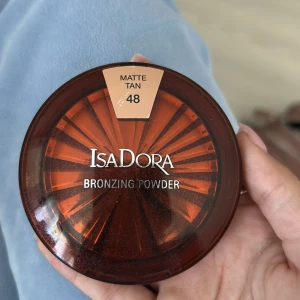 MATTE
TAN
48
ISADORA
BRONZING POWDER